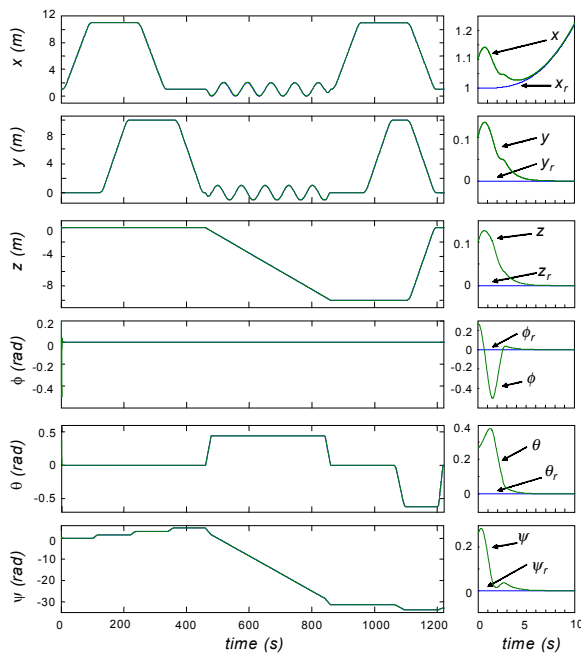 12 8 4 0 x (m)
1.2 1.1 1 x x_r
10 5 0 y (m)
0.1 0 y y_r
0 -4 -8 z (m)
0.1 0 z z_r
0.2 0 -0.2 -0.4 ϕ (rad)
0.2 0 -0.2 -0.4 ϕ_r ϕ
0.5 0 -0.5 θ (rad)
0.4 0.2 0 θ θ_r
0 -10 -20 -30 ψ (rad)
0.2 0 ψ ψ_r
0 200 400 600 800 1000 1200
0 5 10
time (s)
time (s)